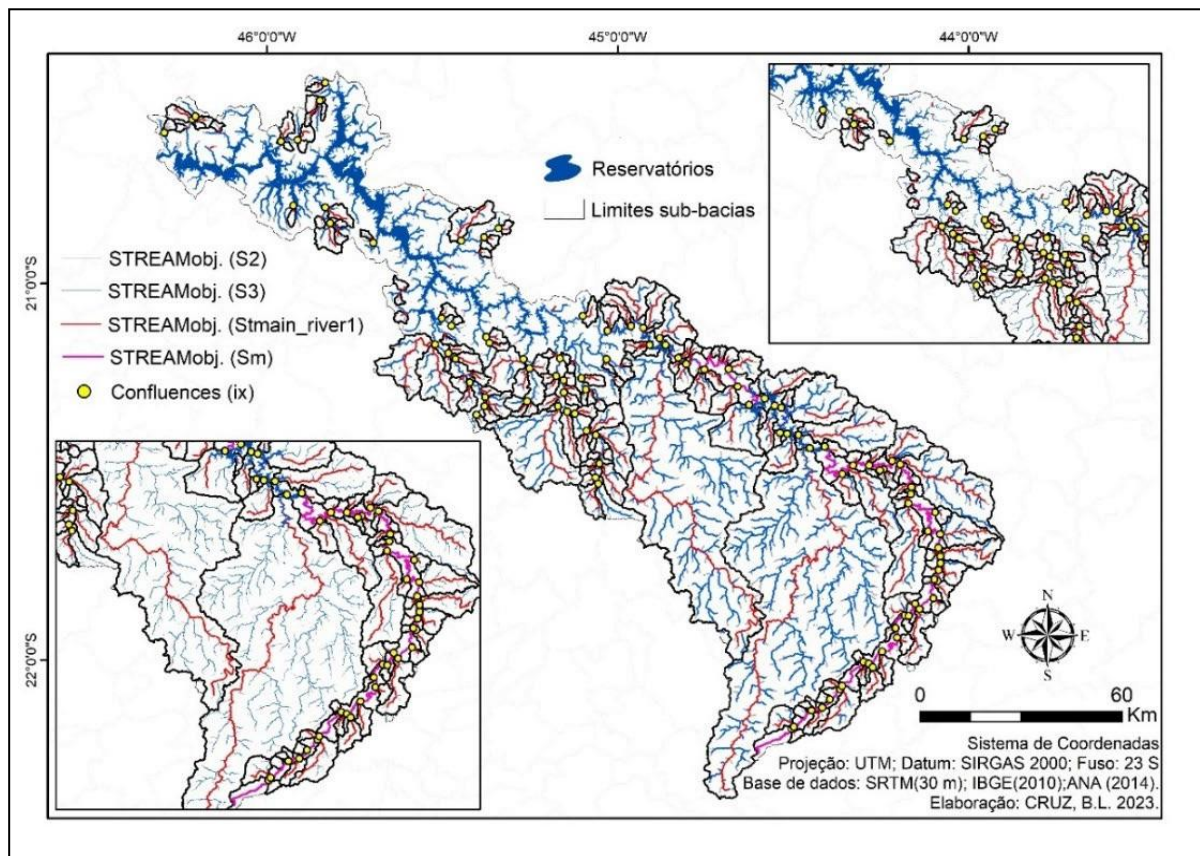 46°0'0"W
45°0'0"W
44°0'0"W
21°0'0"S
22°0'0"S
Reservatórios
Limites sub-bacias
STREAMobj. (S2)
STREAMobj. (S3)
STREAMobj. (Stmain_river1)
STREAMobj. (Sm)
Confluences (ix)
N
W
E
S
0
60
Km
Sistema de Coordenadas
Projeção: UTM; Datum: SIRGAS 2000; Fuso: 23 S
Base de dados: SRTM(30 m); IBGE(2010);ANA (2014).
Elaboração: CRUZ, B.L. 2023.